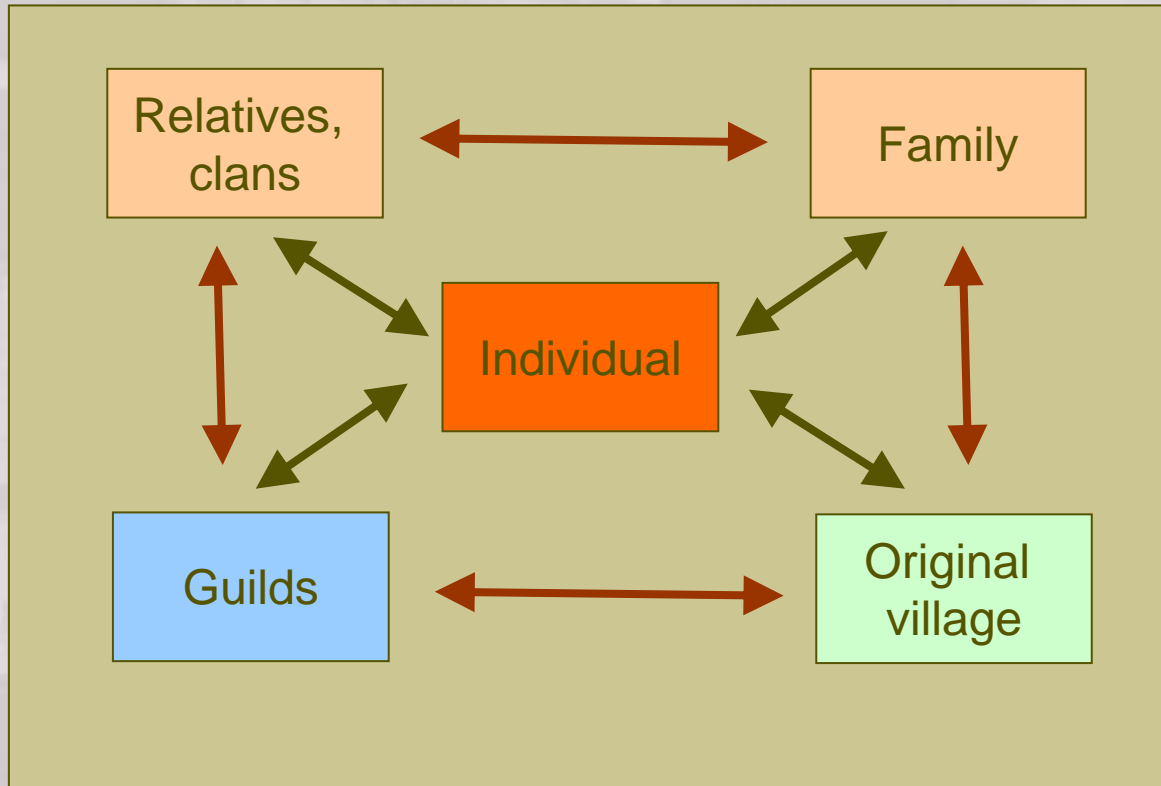 Relatives,
clans
Family
Individual
Guilds
Original
village